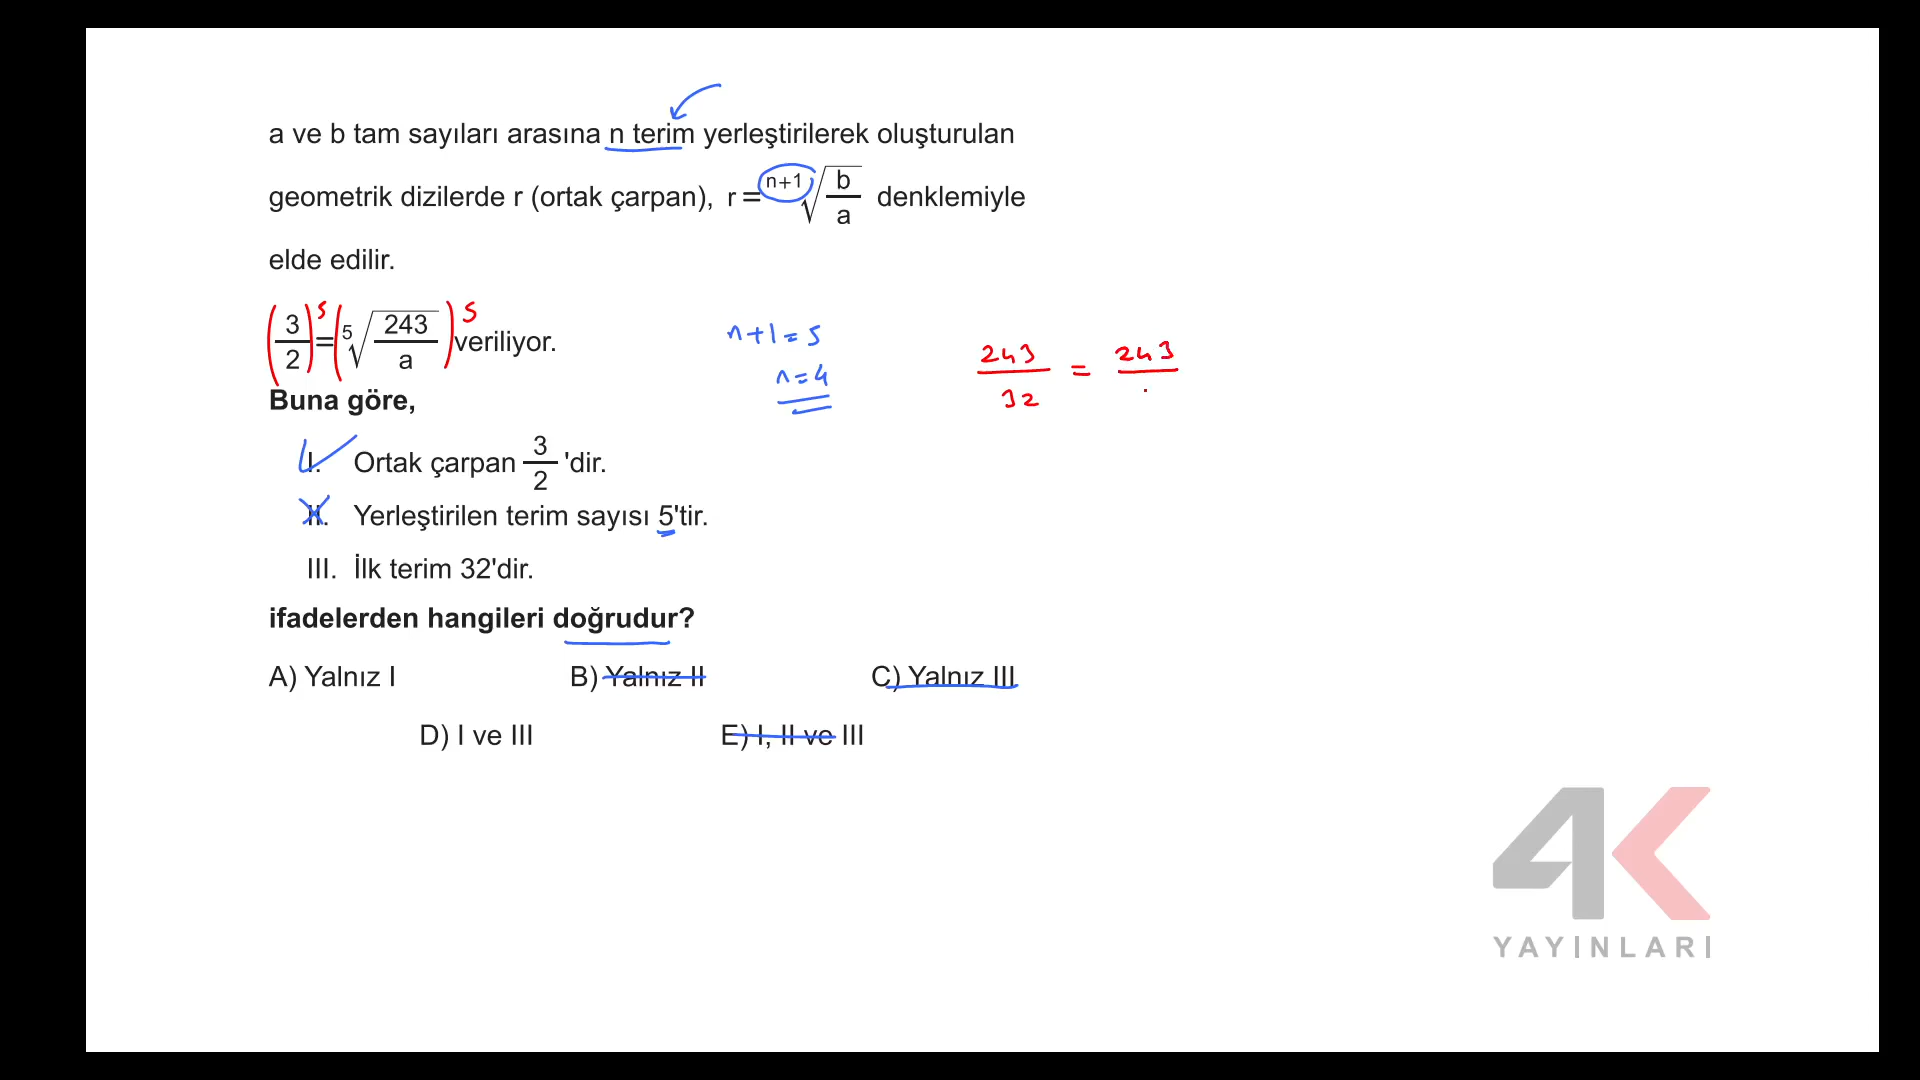 a ve b tam sayıları arasına n terim yerleştirilerek oluşturulan
geometrik dizilerde r (ortak çarpan), r = ⁿ⁺¹√(b/a) denklemiyle
elde edilir.
(3/2)⁵ = (⁵√(243/a))⁵ veriliyor.
n+1=5
n=4
243/32 = 243/
Buna göre,
I. Ortak çarpan 3/2 'dir.
II. Yerleştirilen terim sayısı 5'tir.
III. İlk terim 32'dir.
ifadelerden hangileri doğrudur?
A) Yalnız I B) Yalnız II C) Yalnız III
D) I ve III E) I, II ve III
4K
YAYINLARI